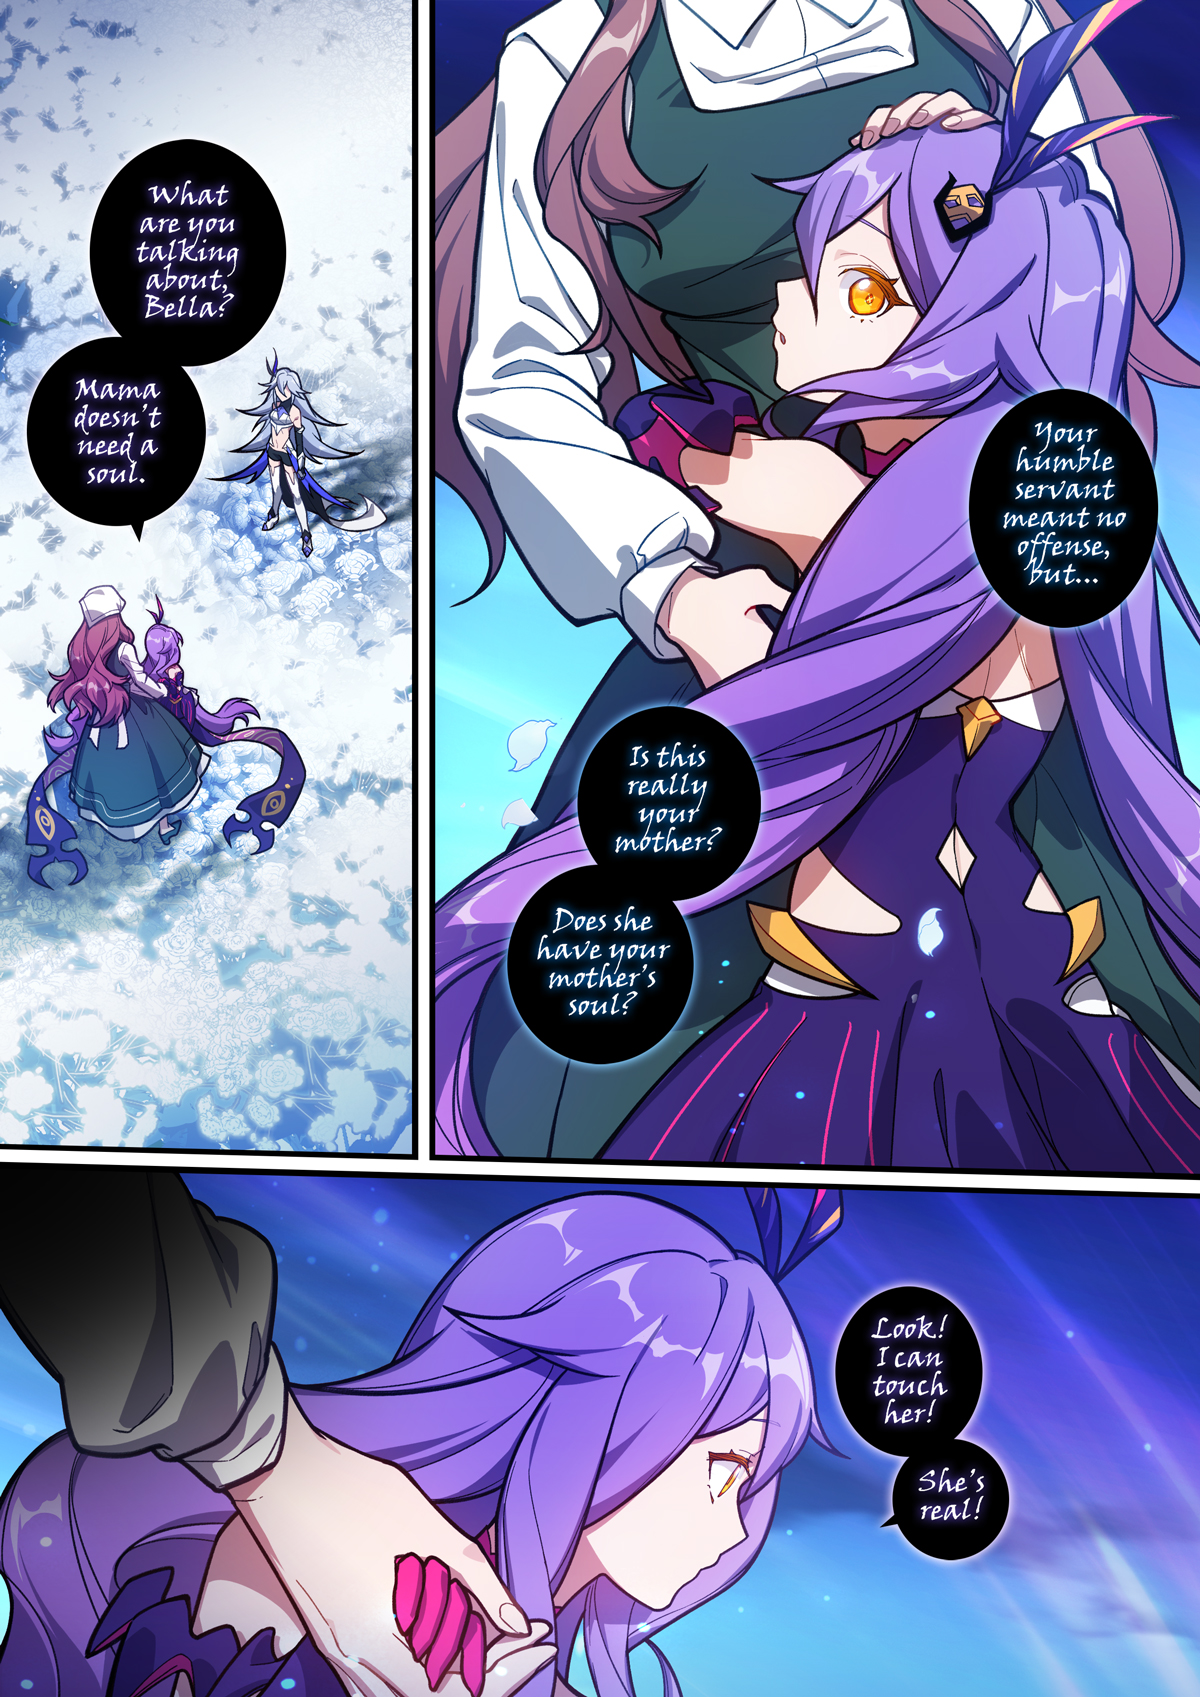 What
are you
talking
about,
Bella?
Mama
doesn't
need a
soul.
Your
humble
servant
meant no
offense,
but...
Is this
really
your
mother?
Does she
have your
mother's
soul?
Look!
I can
touch
her!
She's
real!